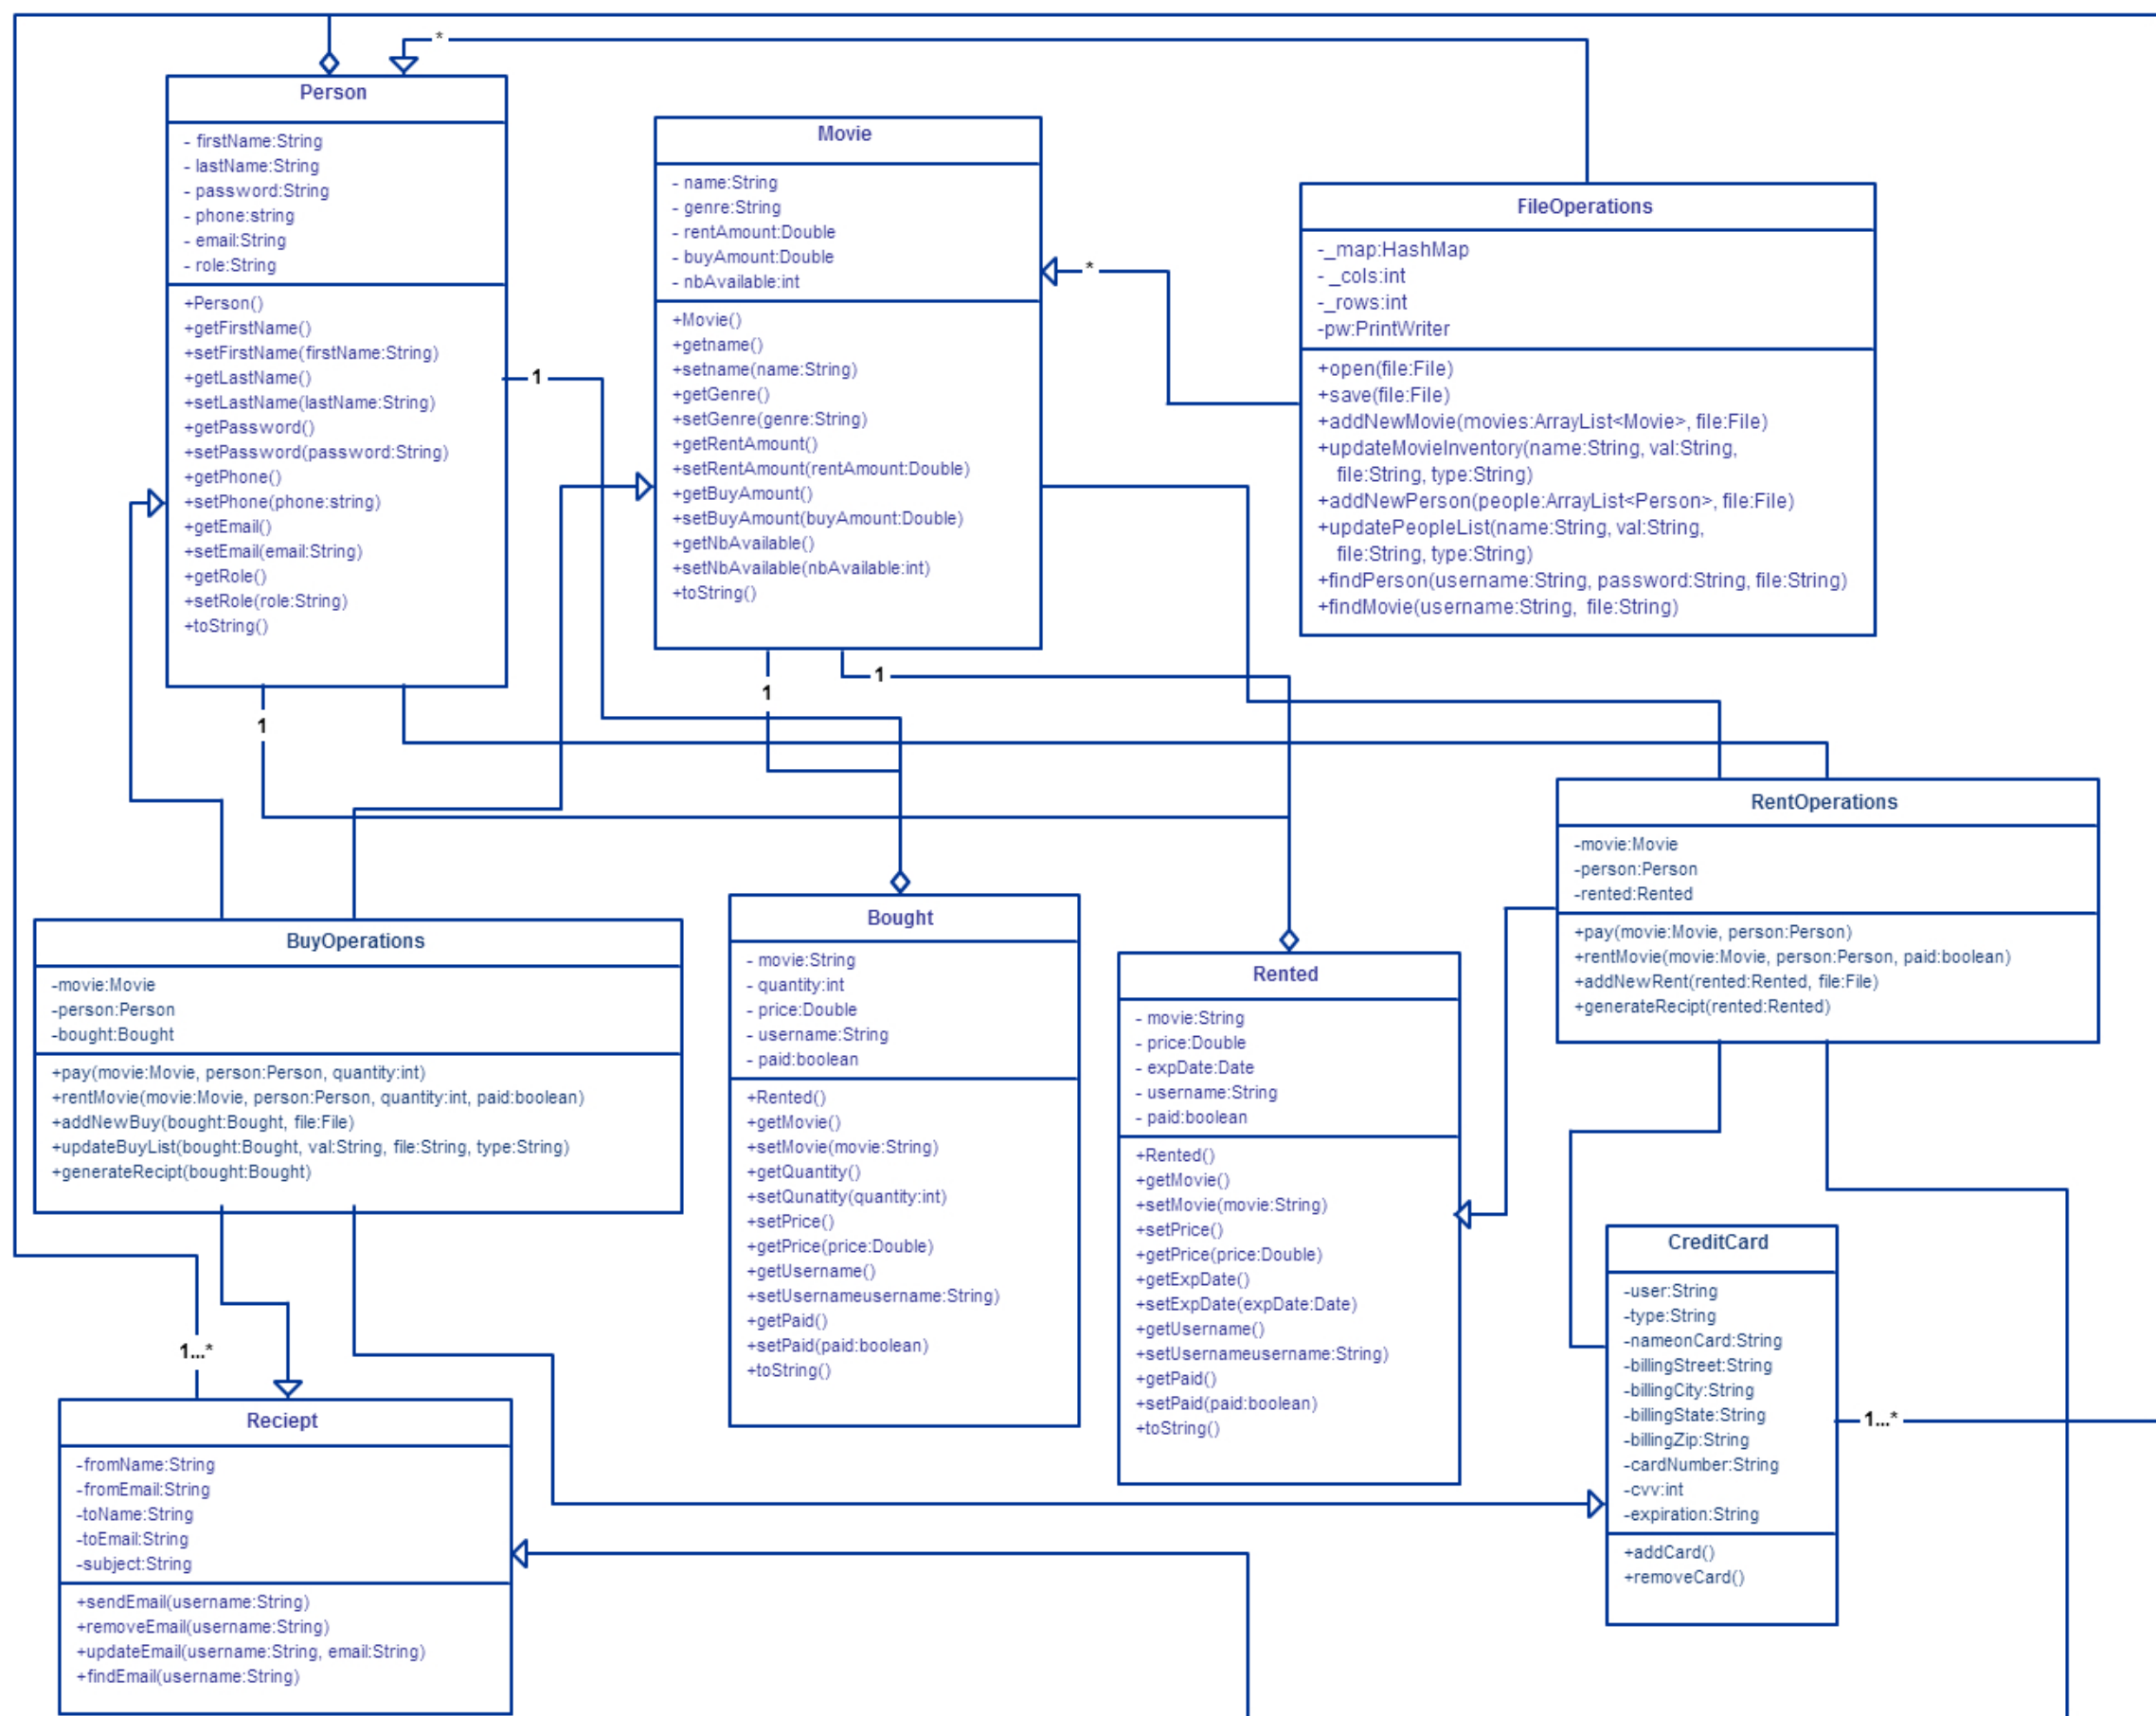 *
Person
- firstName:String
- lastName:String
- password:String
- phone:string
- email:String
- role:String
+Person()
+getFirstName()
+setFirstName(firstName:String)
+getLastName()
+setLastName(lastName:String)
+getPassword()
+setPassword(password:String)
+getPhone()
+setPhone(phone:string)
+getEmail()
+setEmail(email:String)
+getRole()
+setRole(role:String)
+toString()
1
1
Movie
- name:String
- genre:String
- rentAmount:Double
- buyAmount:Double
- nbAvailable:int
+Movie()
+getname()
+setname(name:String)
+getGenre()
+setGenre(genre:String)
+getRentAmount()
+setRentAmount(rentAmount:Double)
+getBuyAmount()
+setBuyAmount(buyAmount:Double)
+getNbAvailable()
+setNbAvailable(nbAvailable:int)
+toString()
*
1
1
FileOperations
-_map:HashMap
- _cols:int
-_rows:int
-pw:PrintWriter
+open(file:File)
+save(file:File)
+addNewMovie(movies:ArrayList<Movie>, file:File)
+updateMovieInventory(name:String, val:String,
file:String, type:String)
+addNewPerson(people:ArrayList<Person>, file:File)
+updatePeopleList(name:String, val:String,
file:String, type:String)
+findPerson(username:String, password:String, file:String)
+findMovie(username:String, file:String)
BuyOperations
-movie:Movie
-person:Person
-bought:Bought
+pay(movie:Movie, person:Person, quantity:int)
+rentMovie(movie:Movie, person:Person, quantity:int, paid:boolean)
+addNewBuy(bought:Bought, file:File)
+updateBuyList(bought:Bought, val:String, file:String, type:String)
+generateRecipt(bought:Bought)
Bought
- movie:String
- quantity:int
- price:Double
- username:String
- paid:boolean
+Rented()
+getMovie()
+setMovie(movie:String)
+getQuantity()
+setQunatity(quantity:int)
+setPrice()
+getPrice(price:Double)
+getUsername()
+setUsernameusername:String)
+getPaid()
+setPaid(paid:boolean)
+toString()
Rented
- movie:String
- price:Double
- expDate:Date
- username:String
- paid:boolean
+Rented()
+getMovie()
+setMovie(movie:String)
+setPrice()
+getPrice(price:Double)
+getExpDate()
+setExpDate(expDate:Date)
+getUsername()
+setUsernameusername:String)
+getPaid()
+setPaid(paid:boolean)
+toString()
RentOperations
-movie:Movie
-person:Person
-rented:Rented
+pay(movie:Movie, person:Person)
+rentMovie(movie:Movie, person:Person, paid:boolean)
+addNewRent(rented:Rented, file:File)
+generateRecipt(rented:Rented)
CreditCard
-user:String
-type:String
-nameonCard:String
-billingStreet:String
-billingCity:String
-billingState:String
-billingZip:String
-cardNumber:String
-cvv:int
-expiration:String
+addCard()
+removeCard()
1...*
1...*
Reciept
-fromName:String
-fromEmail:String
-toName:String
-toEmail:String
-subject:String
+sendEmail(username:String)
+removeEmail(username:String)
+updateEmail(username:String, email:String)
+findEmail(username:String)